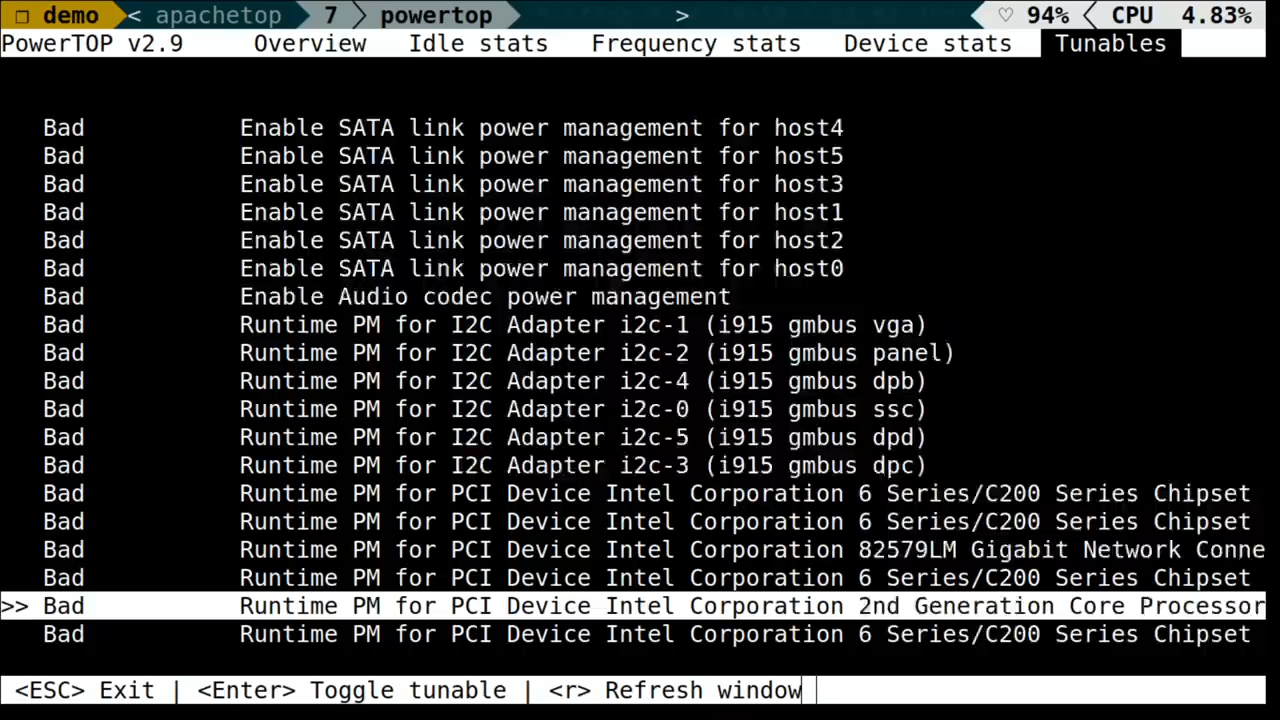 ❐ demo < apachetop 7 powertop > ♡ 94% CPU 4.83%
PowerTOP v2.9 Overview Idle stats Frequency stats Device stats Tunables
Bad Enable SATA link power management for host4
Bad Enable SATA link power management for host5
Bad Enable SATA link power management for host3
Bad Enable SATA link power management for host1
Bad Enable SATA link power management for host2
Bad Enable SATA link power management for host0
Bad Enable Audio codec power management
Bad Runtime PM for I2C Adapter i2c-1 (i915 gmbus vga)
Bad Runtime PM for I2C Adapter i2c-2 (i915 gmbus panel)
Bad Runtime PM for I2C Adapter i2c-4 (i915 gmbus dpb)
Bad Runtime PM for I2C Adapter i2c-0 (i915 gmbus ssc)
Bad Runtime PM for I2C Adapter i2c-5 (i915 gmbus dpd)
Bad Runtime PM for I2C Adapter i2c-3 (i915 gmbus dpc)
Bad Runtime PM for PCI Device Intel Corporation 6 Series/C200 Series Chipset
Bad Runtime PM for PCI Device Intel Corporation 6 Series/C200 Series Chipset
Bad Runtime PM for PCI Device Intel Corporation 82579LM Gigabit Network Conne
Bad Runtime PM for PCI Device Intel Corporation 6 Series/C200 Series Chipset
>> Bad Runtime PM for PCI Device Intel Corporation 2nd Generation Core Processor
Bad Runtime PM for PCI Device Intel Corporation 6 Series/C200 Series Chipset
<ESC> Exit | <Enter> Toggle tunable | <r> Refresh window